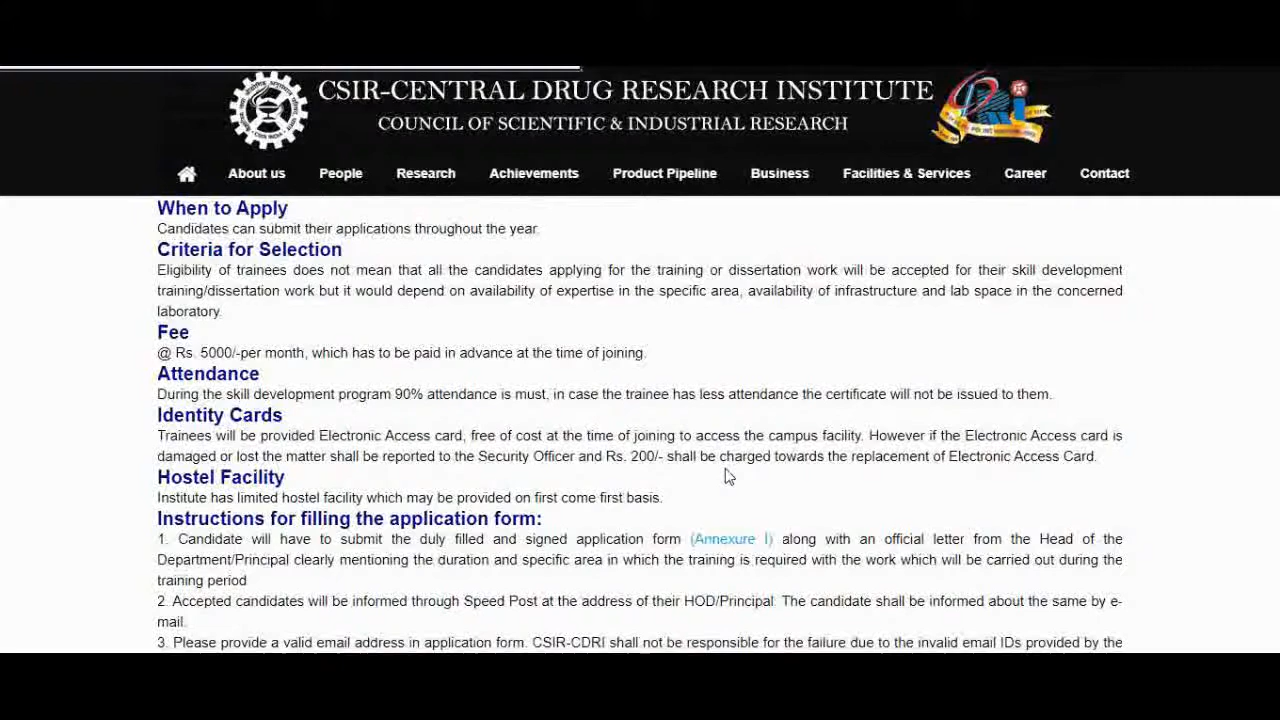 CSIR-CENTRAL DRUG RESEARCH INSTITUTE
COUNCIL OF SCIENTIFIC & INDUSTRIAL RESEARCH
About us People Research Achievements Product Pipeline Business Facilities & Services Career Contact
When to Apply
Candidates can submit their applications throughout the year.
Criteria for Selection
Eligibility of trainees does not mean that all the candidates applying for the training or dissertation work will be accepted for their skill development
training/dissertation work but it would depend on availability of expertise in the specific area, availability of infrastructure and lab space in the concerned
laboratory.
Fee
@ Rs. 5000/-per month, which has to be paid in advance at the time of joining.
Attendance
During the skill development program 90% attendance is must, in case the trainee has less attendance the certificate will not be issued to them.
Identity Cards
Trainees will be provided Electronic Access card, free of cost at the time of joining to access the campus facility. However if the Electronic Access card is
damaged or lost the matter shall be reported to the Security Officer and Rs. 200/- shall be charged towards the replacement of Electronic Access Card.
Hostel Facility
Institute has limited hostel facility which may be provided on first come first basis.
Instructions for filling the application form:
1. Candidate will have to submit the duly filled and signed application form (Annexure I) along with an official letter from the Head of the
Department/Principal clearly mentioning the duration and specific area in which the training is required with the work which will be carried out during the
training period
2. Accepted candidates will be informed through Speed Post at the address of their HOD/Principal. The candidate shall be informed about the same by e-
mail.
3. Please provide a valid email address in application form. CSIR-CDRI shall not be responsible for the failure due to the invalid email IDs provided by the